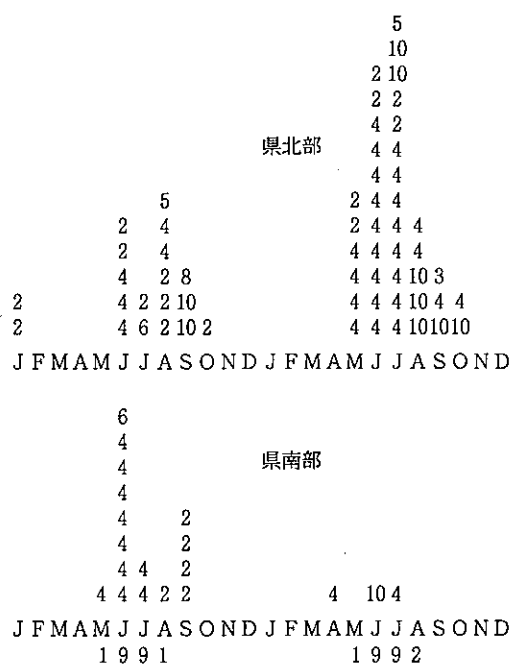 5
10
2 10
2 2
4 2
県北部 4 4
4 4
5 2 4 4
2 4 2 4 4 4
2 4 4 4 4 4
4 2 8 4 4 4 10 3
2 4 2 2 10 4 4 4 10 4 4
2 4 6 2 10 2 4 4 4 10 10 10
J F M A M J J A S O N D J F M A M J J A S O N D
6
4
4 県南部
4
4 2
4 2
4 4 2
4 4 4 2 2 4 10 4
J F M A M J J A S O N D J F M A M J J A S O N D
1 9 9 1 1 9 9 2